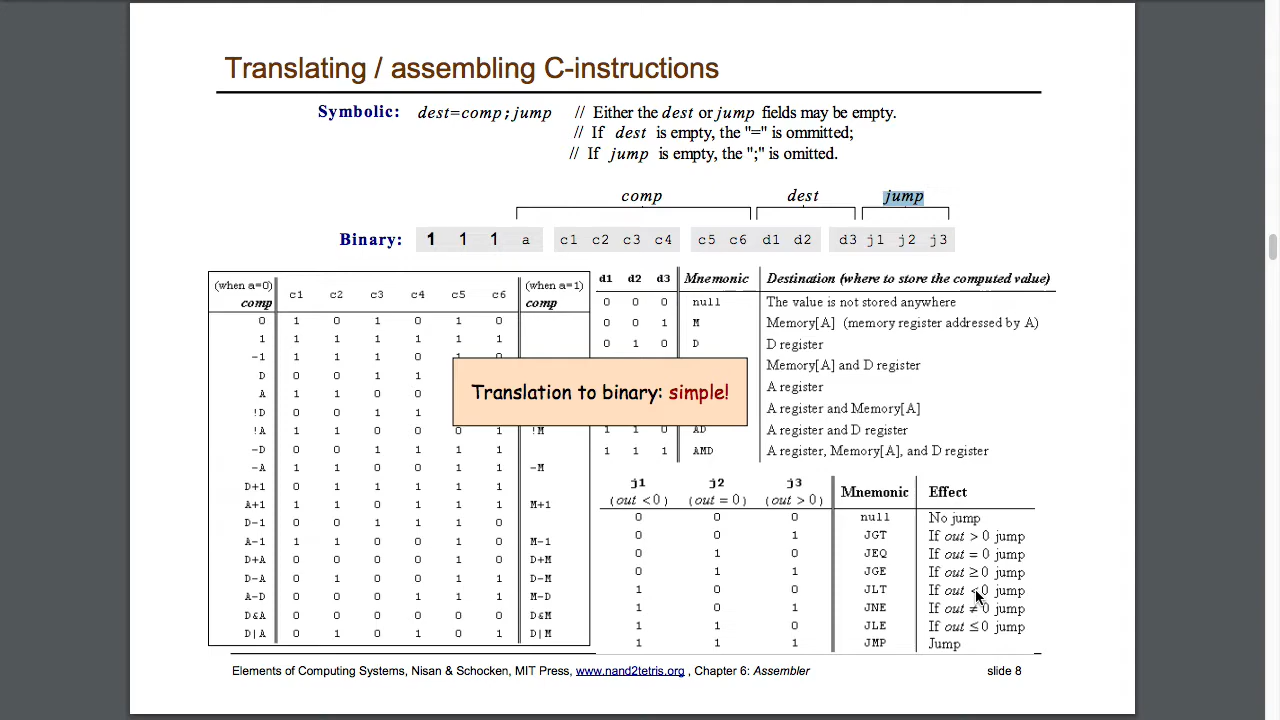 Translating / assembling C-instructions
Symbolic: dest=comp;jump // Either the dest or jump fields may be empty.
// If dest is empty, the "=" is ommitted;
// If jump is empty, the ";" is omitted.
comp dest jump
Binary: 1 1 1 a c1 c2 c3 c4 c5 c6 d1 d2 d3 j1 j2 j3
(when a=0) comp c1 c2 c3 c4 c5 c6 (when a=1) comp
0 1 0 1 0 1 0
1 1 1 1 1 1 1
-1 1 1 1 0 1 0
D 0 0 1 1
A 1 1 0 0
!D 0 0 1 1
!A 1 1 0 0 0 1 !M
-D 0 0 1 1 1 1
-A 1 1 0 0 1 1 -M
D+1 0 1 1 1 1 1
A+1 1 1 0 1 1 1 M+1
D-1 0 0 1 1 1 0
A-1 1 1 0 0 1 0 M-1
D+A 0 0 0 0 1 0 D+M
D-A 0 1 0 0 1 1 D-M
A-D 0 0 0 1 1 1 M-D
D&A 0 0 0 0 0 0 D&M
D|A 0 1 0 1 0 1 D|M
d1 d2 d3 Mnemonic Destination (where to store the computed value)
0 0 0 null The value is not stored anywhere
0 0 1 M Memory[A] (memory register addressed by A)
0 1 0 D D register
Memory[A] and D register
A register
A register and Memory[A]
1 1 0 AD A register and D register
1 1 1 AMD A register, Memory[A], and D register
Translation to binary: simple!
j1 (out <0) j2 (out = 0) j3 (out > 0) Mnemonic Effect
0 0 0 null No jump
0 0 1 JGT If out > 0 jump
0 1 0 JEQ If out = 0 jump
0 1 1 JGE If out ≥ 0 jump
1 0 0 JLT If out < 0 jump
1 0 1 JNE If out ≠ 0 jump
1 1 0 JLE If out ≤ 0 jump
1 1 1 JMP Jump
Elements of Computing Systems, Nisan & Schocken, MIT Press, www.nand2tetris.org , Chapter 6: Assembler slide 8